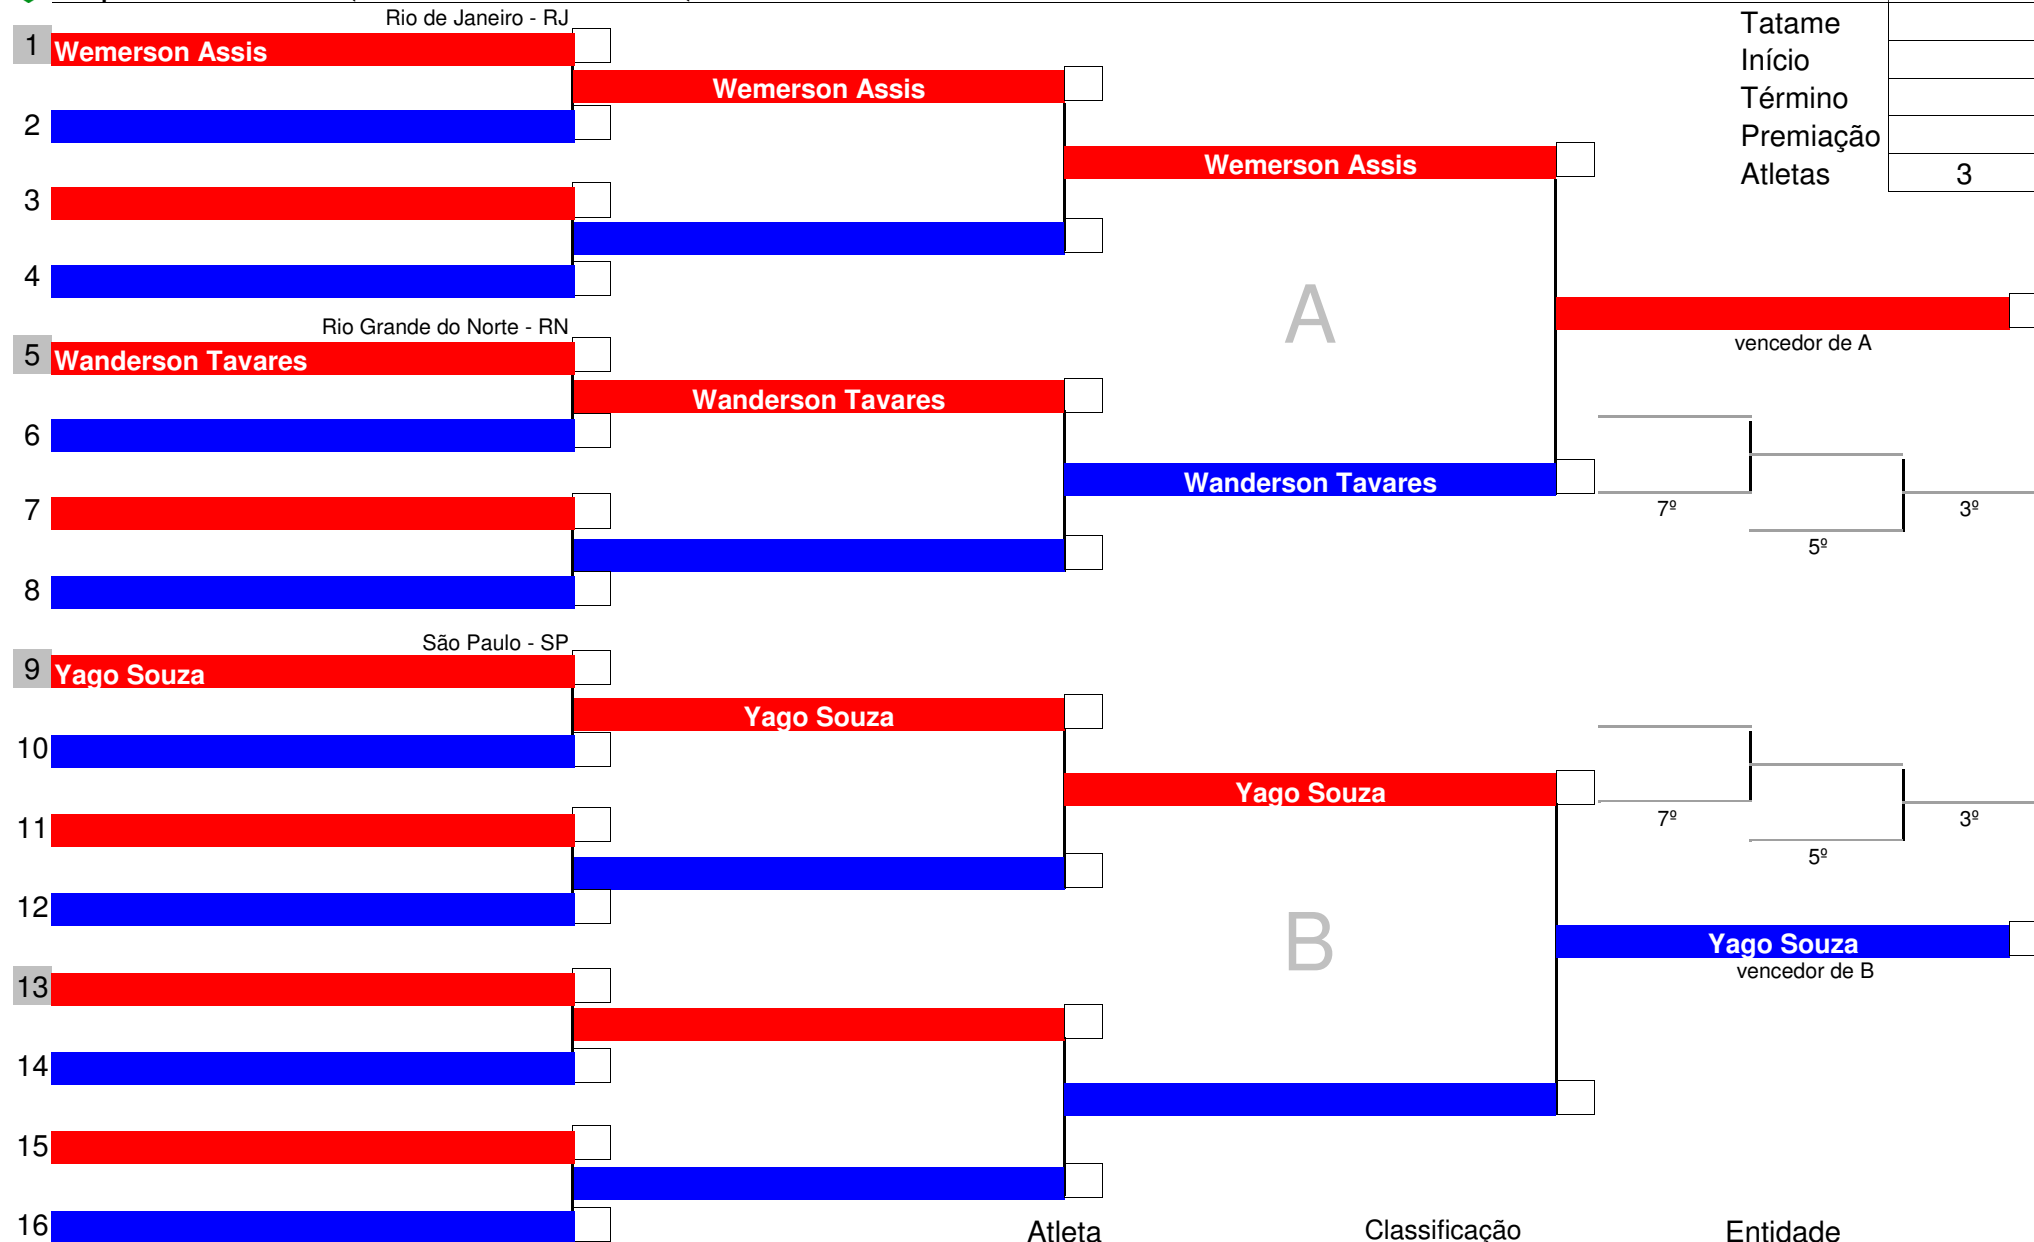 Rio de Janeiro - RJ
Tatame
1 Wemerson Assis
Wemerson Assis
Início
Término
2
Premiação
Wemerson Assis
Atletas 3
3
4
A
Rio Grande do Norte - RN
vencedor de A
5 Wanderson Tavares
Wanderson Tavares
6
Wanderson Tavares
7
7º
3º
5º
8
São Paulo - SP
9 Yago Souza
Yago Souza
10
Yago Souza
11
7º
3º
5º
12
B
Yago Souza
vencedor de B
13
14
15
16
Atleta Classificação Entidade